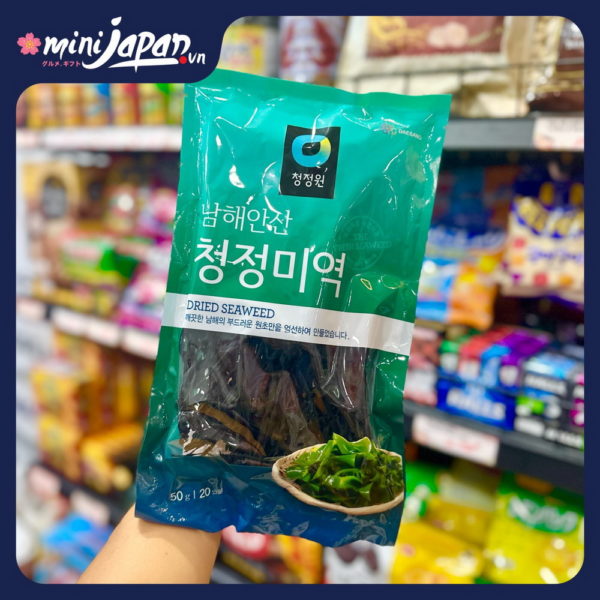 miniJapan.vn
グルメ、ギフト
DAESANG
청정원
남해안산
청정미역
DRIED SEAWEED
깨끗한 남해의 부드러운 원초만을 엄선하여 만들었습니다.
50g | 20